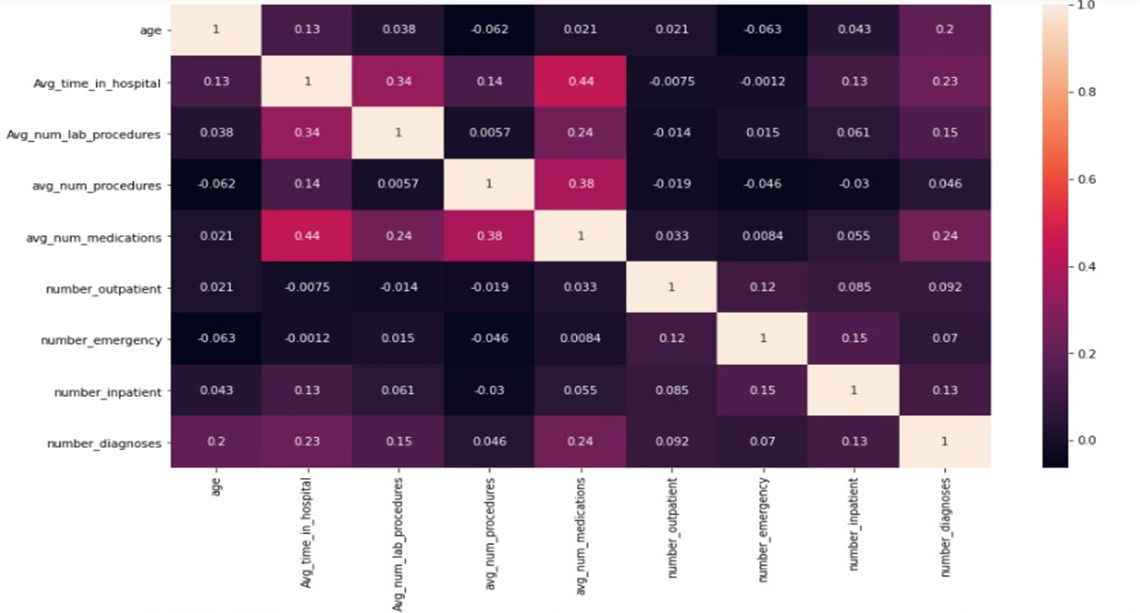 age 1 0.13 0.038 -0.062 0.021 0.021 -0.063 0.043 0.2
Avg_time_in_hospital 0.13 1 0.34 0.14 0.44 -0.0075 -0.0012 0.13 0.23
Avg_num_lab_procedures 0.038 0.34 1 0.0057 0.24 -0.014 0.015 0.061 0.15
avg_num_procedures -0.062 0.14 0.0057 1 0.38 -0.019 -0.046 -0.03 0.046
avg_num_medications 0.021 0.44 0.24 0.38 1 0.033 0.0084 0.055 0.24
number_outpatient 0.021 -0.0075 -0.014 -0.019 0.033 1 0.12 0.085 0.092
number_emergency -0.063 -0.0012 0.015 -0.046 0.0084 0.12 1 0.15 0.07
number_inpatient 0.043 0.13 0.061 -0.03 0.055 0.085 0.15 1 0.13
number_diagnoses 0.2 0.23 0.15 0.046 0.24 0.092 0.07 0.13 1
age
Avg_time_in_hospital
Avg_num_lab_procedures
avg_num_procedures
avg_num_medications
number_outpatient
number_emergency
number_inpatient
number_diagnoses
1.0
0.8
0.6
0.4
0.2
0.0